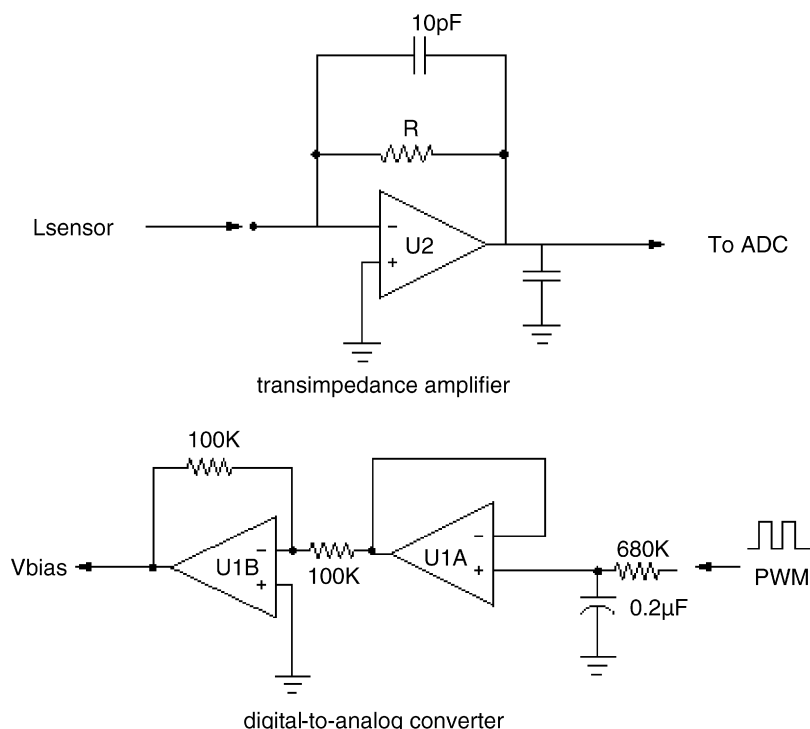 10pF
R
Lsensor
−
U2
+
To ADC
transimpedance amplifier
100K
Vbias
U1B
−
+
100K
U1A
−
+
680K
PWM
0.2µF
digital-to-analog converter